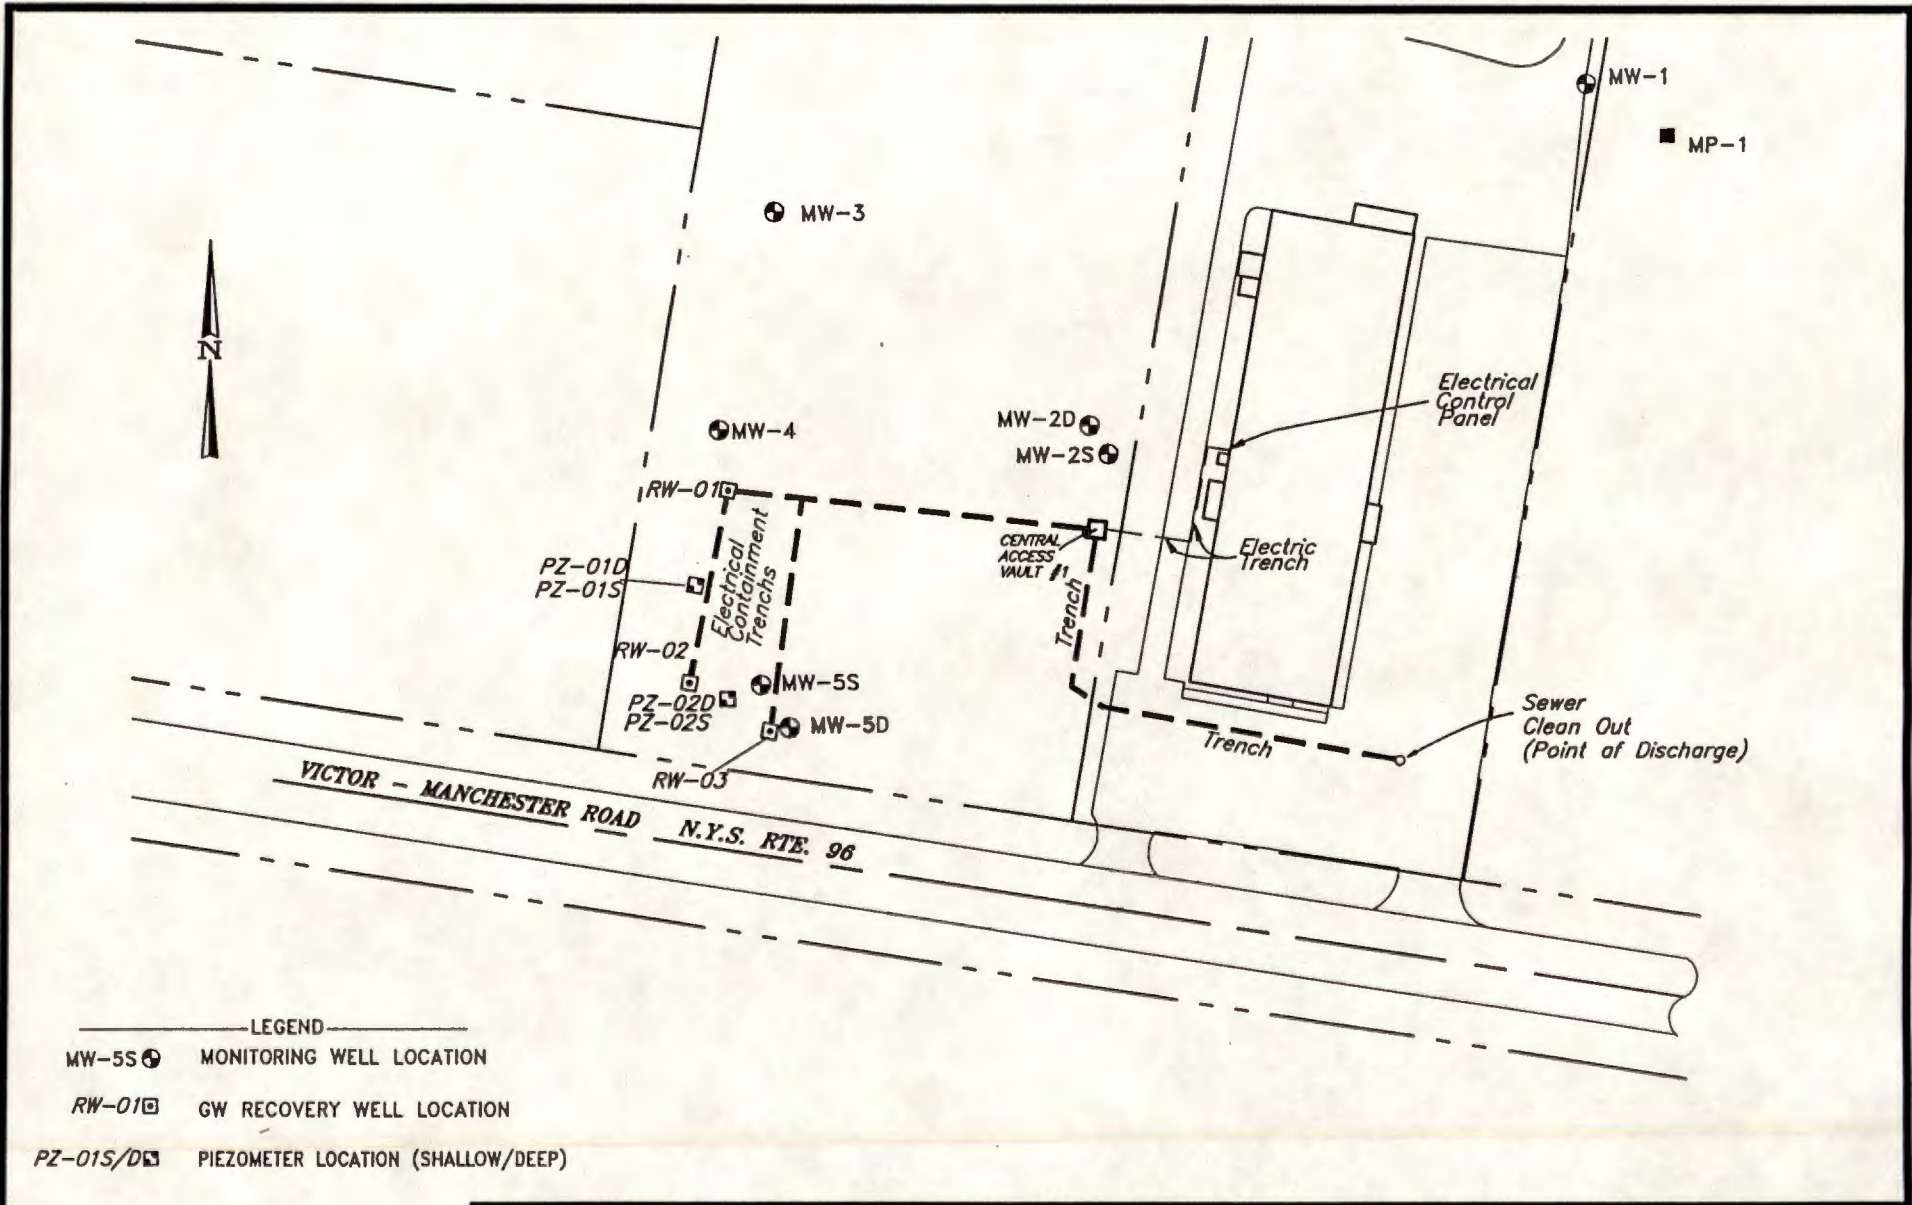 MW-1
MP-1
MW-3
N
Electrical
Control
Panel
MW-2D
MW-4
MW-2S
RW-01
CENTRAL
ACCESS
VAULT #1
Electric
Trench
Electrical
Containment
Trenchs
PZ-01D
PZ-01S
Trench
RW-02
MW-5S
PZ-02D
PZ-02S
MW-5D
RW-03
Trench
Sewer
Clean Out
(Point of Discharge)
VICTOR - MANCHESTER ROAD N.Y.S. RTE. 96
LEGEND
MW-5S MONITORING WELL LOCATION
RW-01 GW RECOVERY WELL LOCATION
PZ-01S/D PIEZOMETER LOCATION (SHALLOW/DEEP)